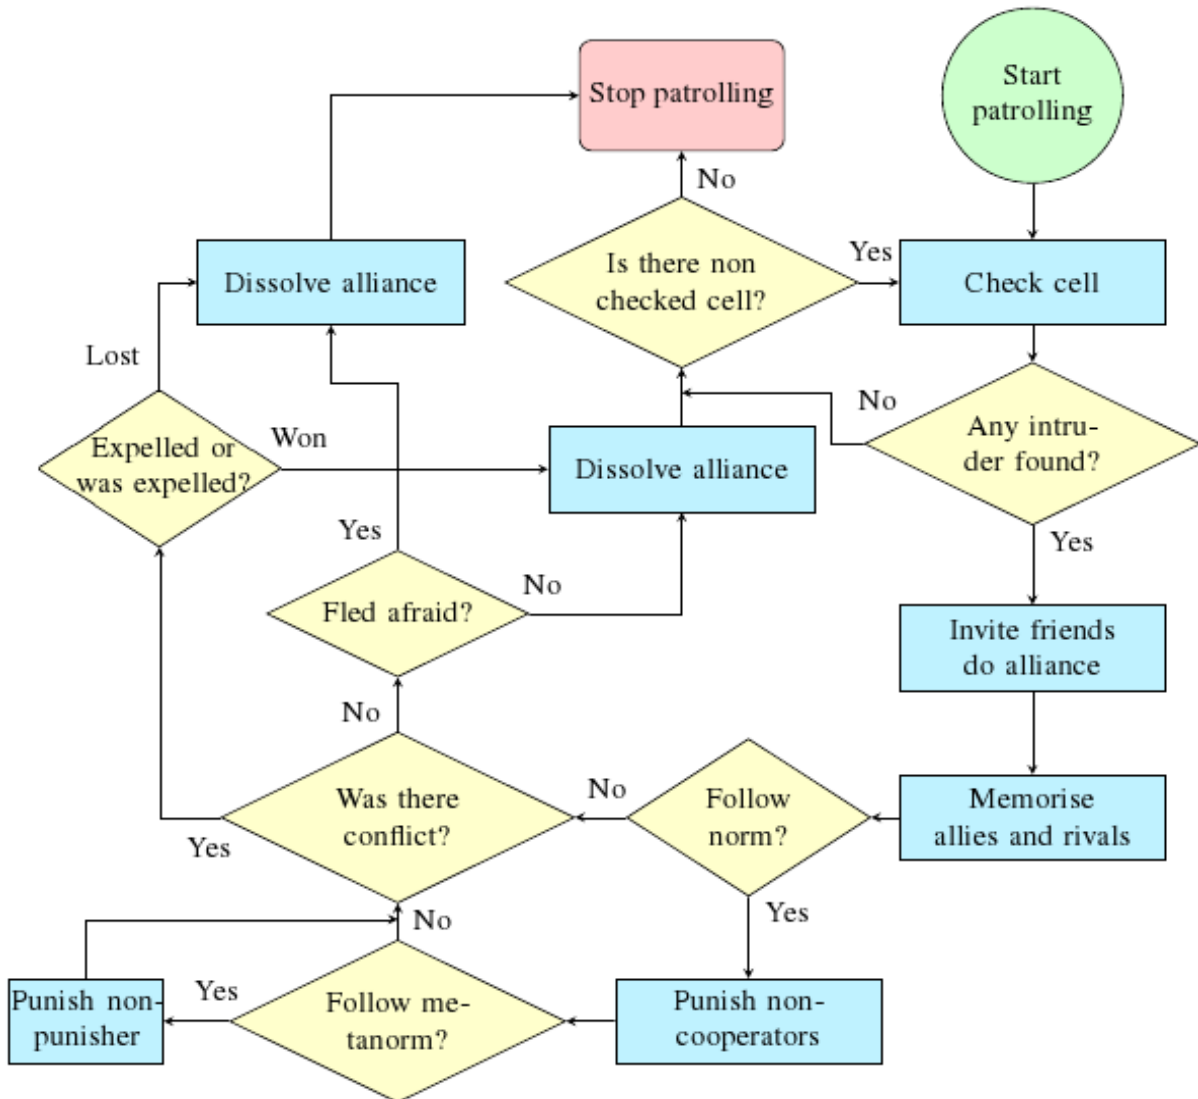 Stop patrolling
Start
patrolling
No
Is there non
checked cell?
Yes
Check cell
Dissolve alliance
Lost
No
Any intru-
der found?
Expelled or
was expelled?
Won
Dissolve alliance
Yes
Yes
Fled afraid?
No
Invite friends
do alliance
No
Was there
conflict?
No
Follow
norm?
Memorise
allies and rivals
Yes
No
Yes
Punish non-
punisher
Yes
Follow me-
tanorm?
Punish non-
cooperators